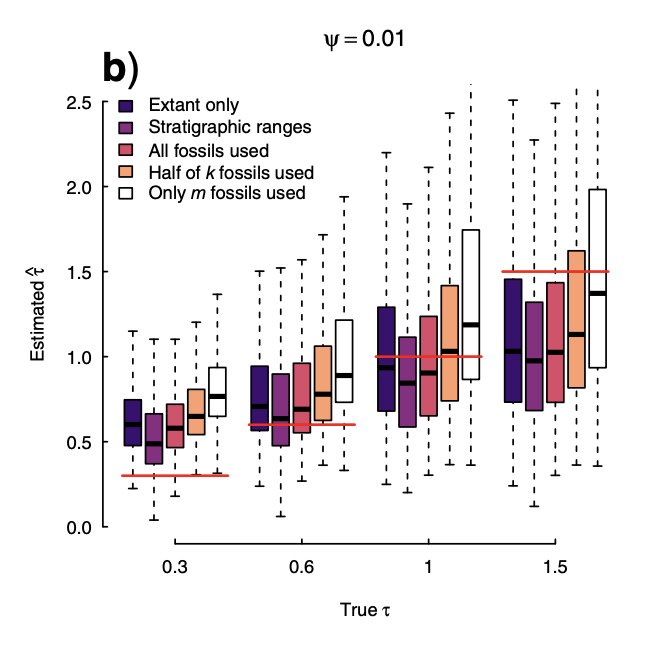 ψ = 0.01
b)
Extant only
Stratigraphic ranges
All fossils used
Half of k fossils used
Only m fossils used
2.5
2.0
1.5
1.0
0.5
0.0
Estimated τ̂
0.3 0.6 1 1.5
True τ